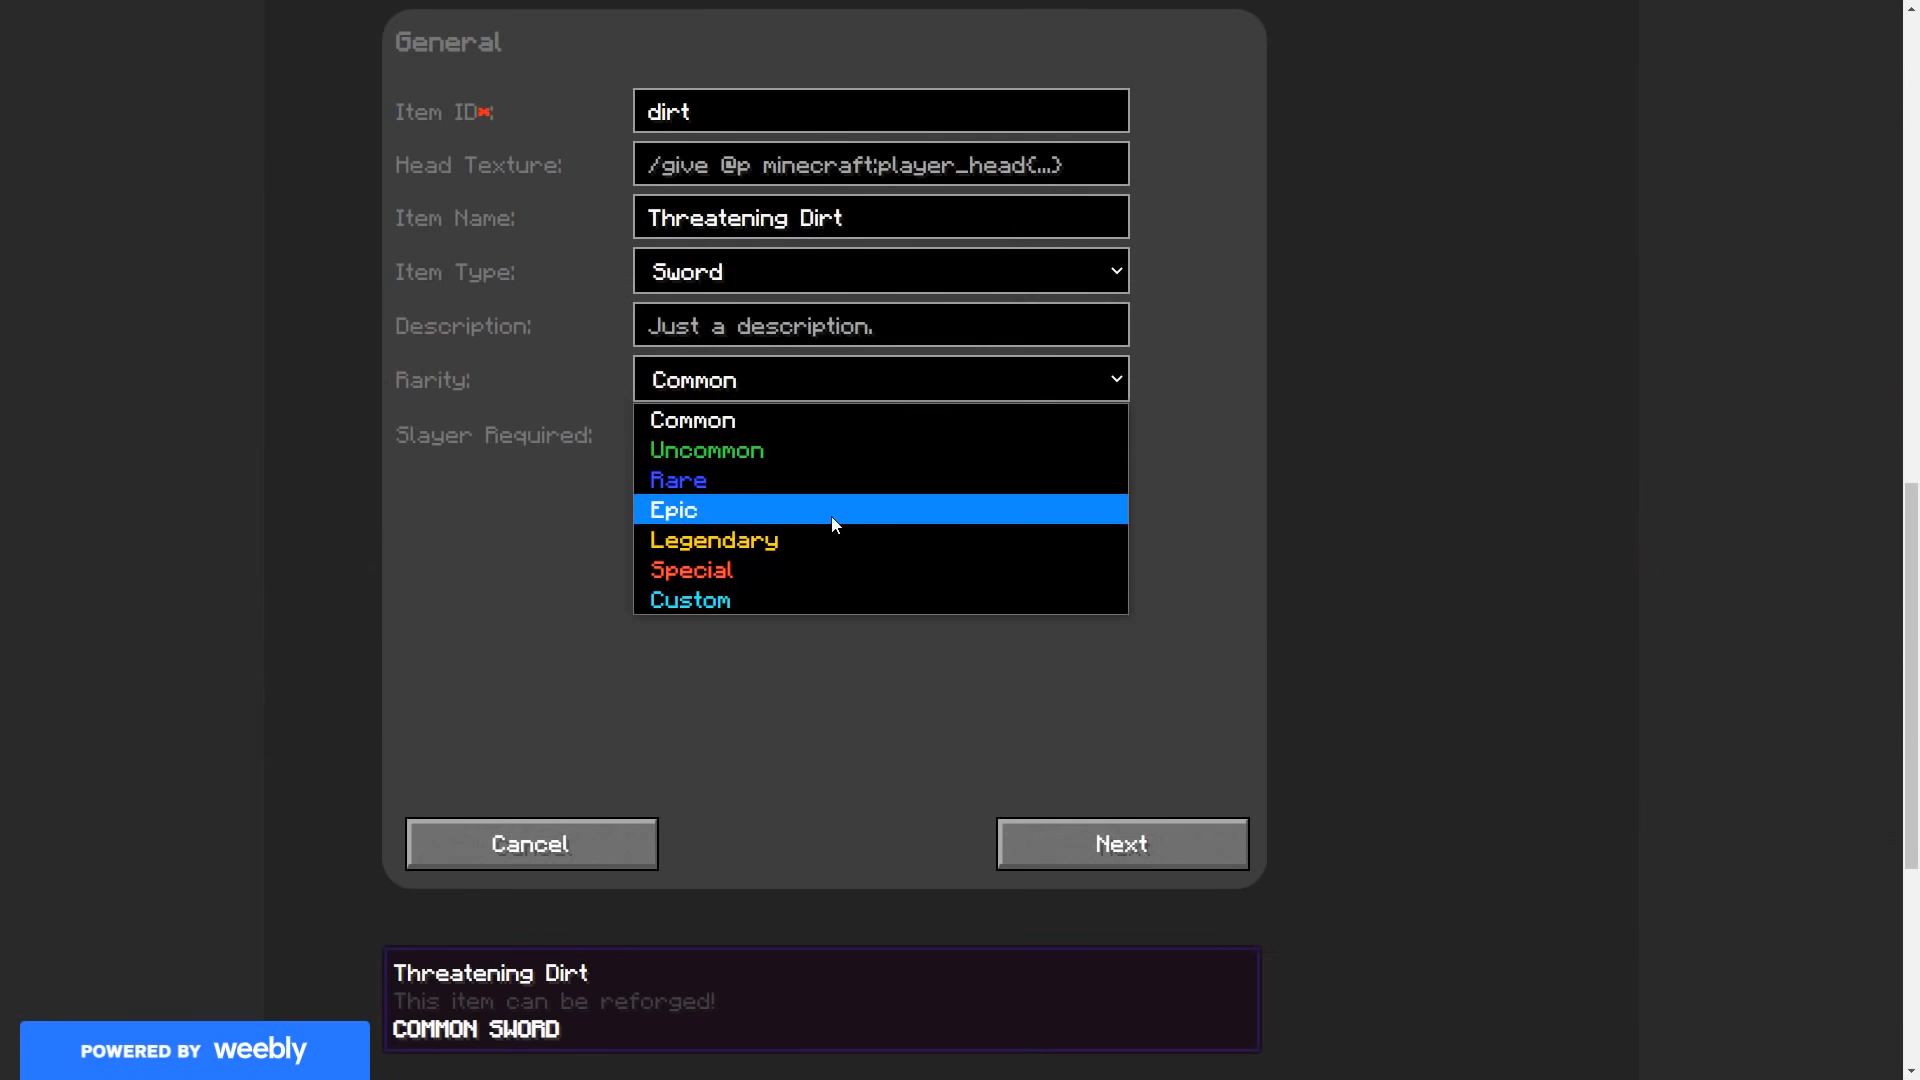 General
Item ID*:
dirt
Head Texture:
/give @p minecraft:player_head{...}
Item Name:
Threatening Dirt
Item Type:
Sword
Description:
Just a description.
Rarity:
Common
Common
Uncommon
Rare
Epic
Legendary
Special
Custom
Slayer Required:
Cancel
Next
Threatening Dirt
This item can be reforged!
COMMON SWORD
POWERED BY weebly